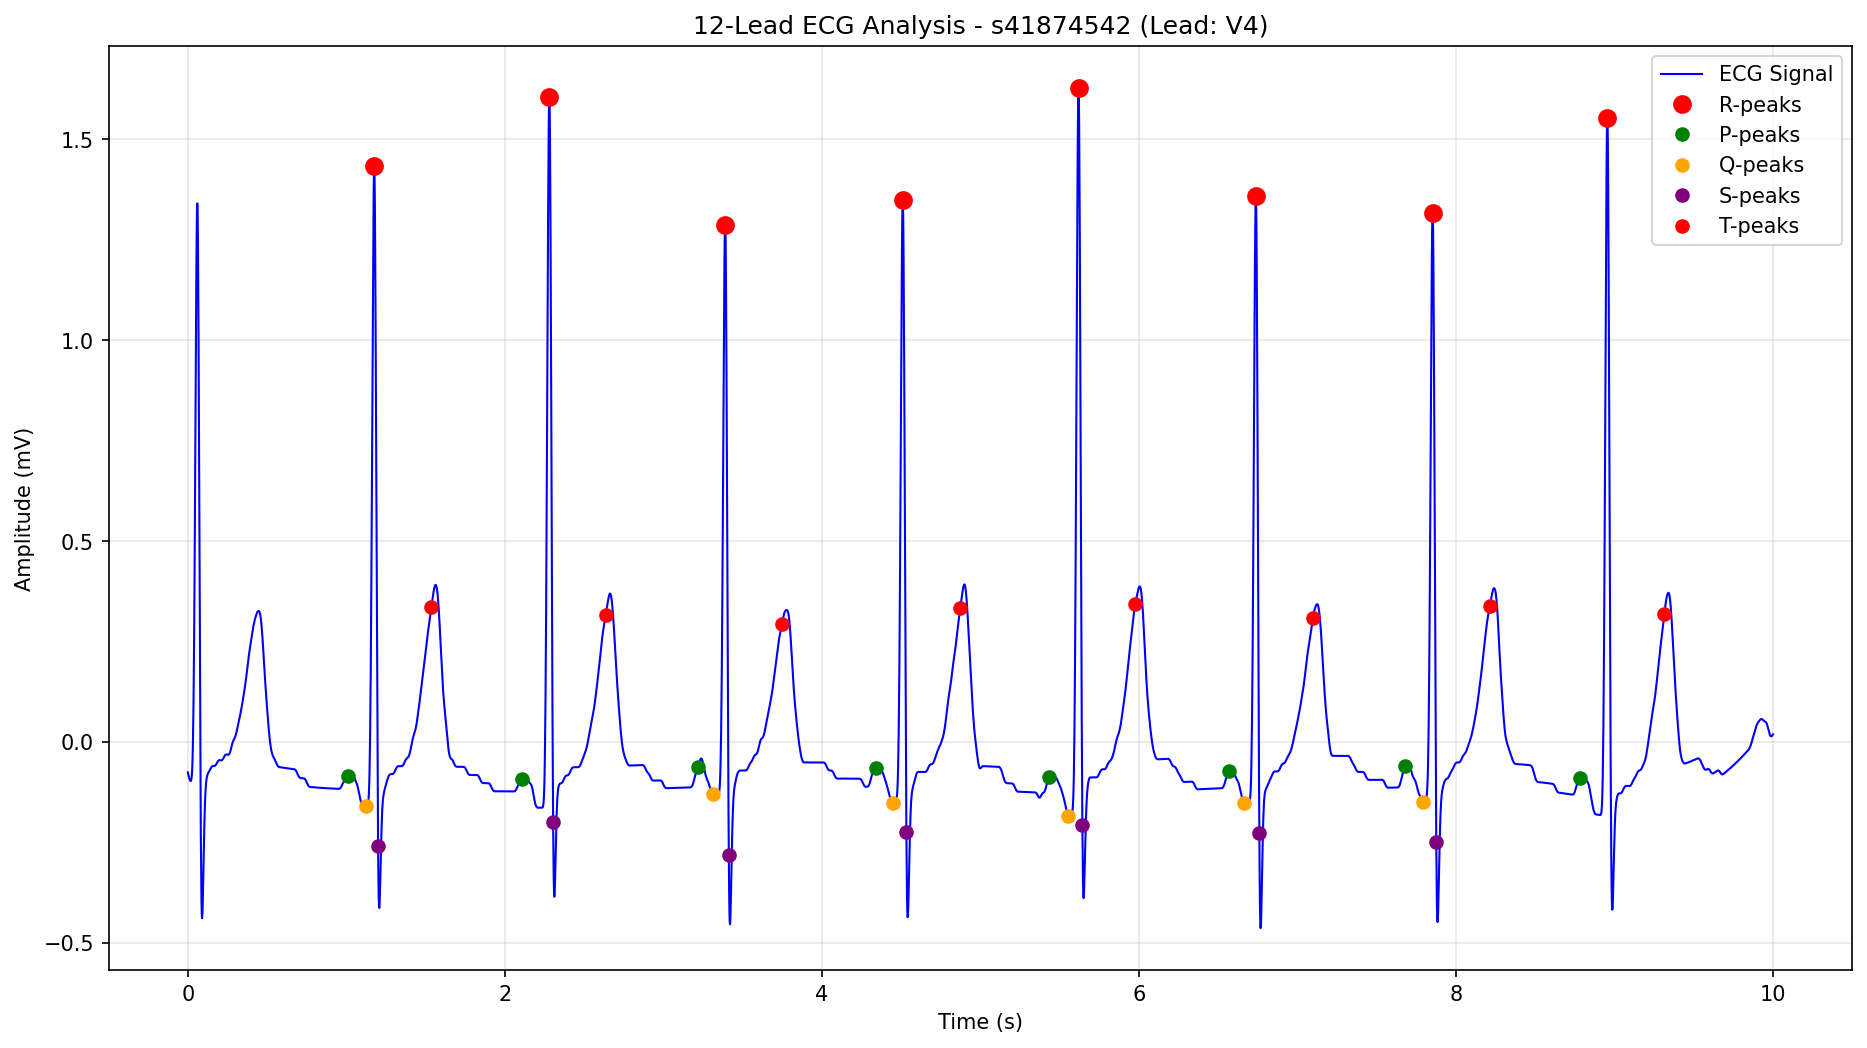 12-Lead ECG Analysis - s41874542 (Lead: V4)
ECG Signal
R-peaks
P-peaks
Q-peaks
S-peaks
T-peaks
Amplitude (mV)
1.5
1.0
0.5
0.0
−0.5
0 2 4 6 8 10
Time (s)